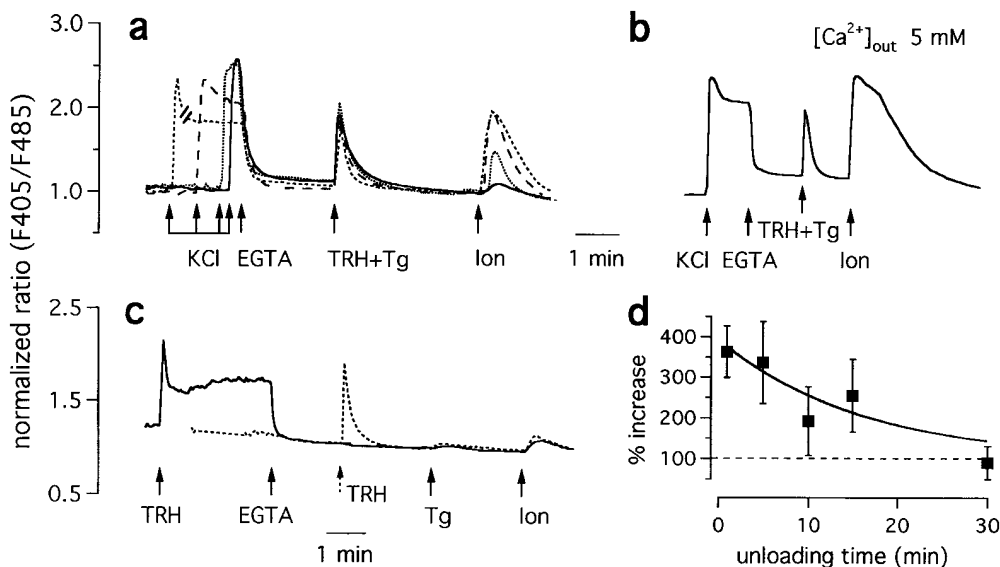 normalized ratio (F405/F485)
a
3.0
2.0
1.0
KCl EGTA TRH+Tg Ion
1 min
b
[Ca²⁺]out 5 mM
TRH+Tg
KCl EGTA Ion
c
2.5
1.5
0.5
TRH
TRH EGTA Tg Ion
1 min
d
% increase
400
300
200
100
0 10 20 30
unloading time (min)